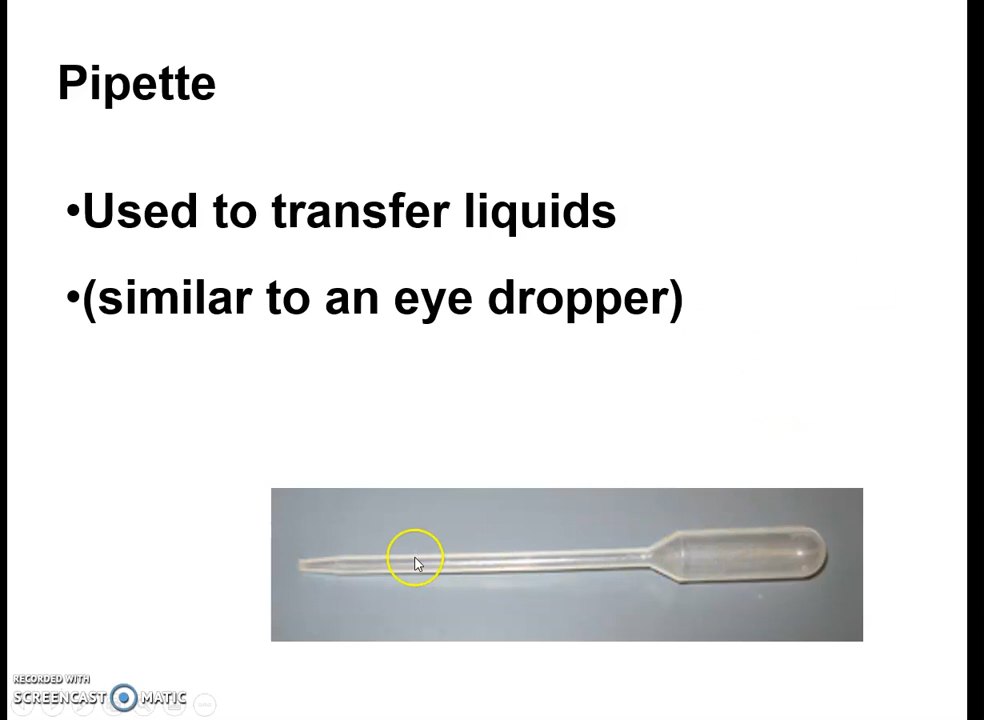 Pipette
•Used to transfer liquids
•(similar to an eye dropper)
RECORDED WITH
SCREENCAST MATIC